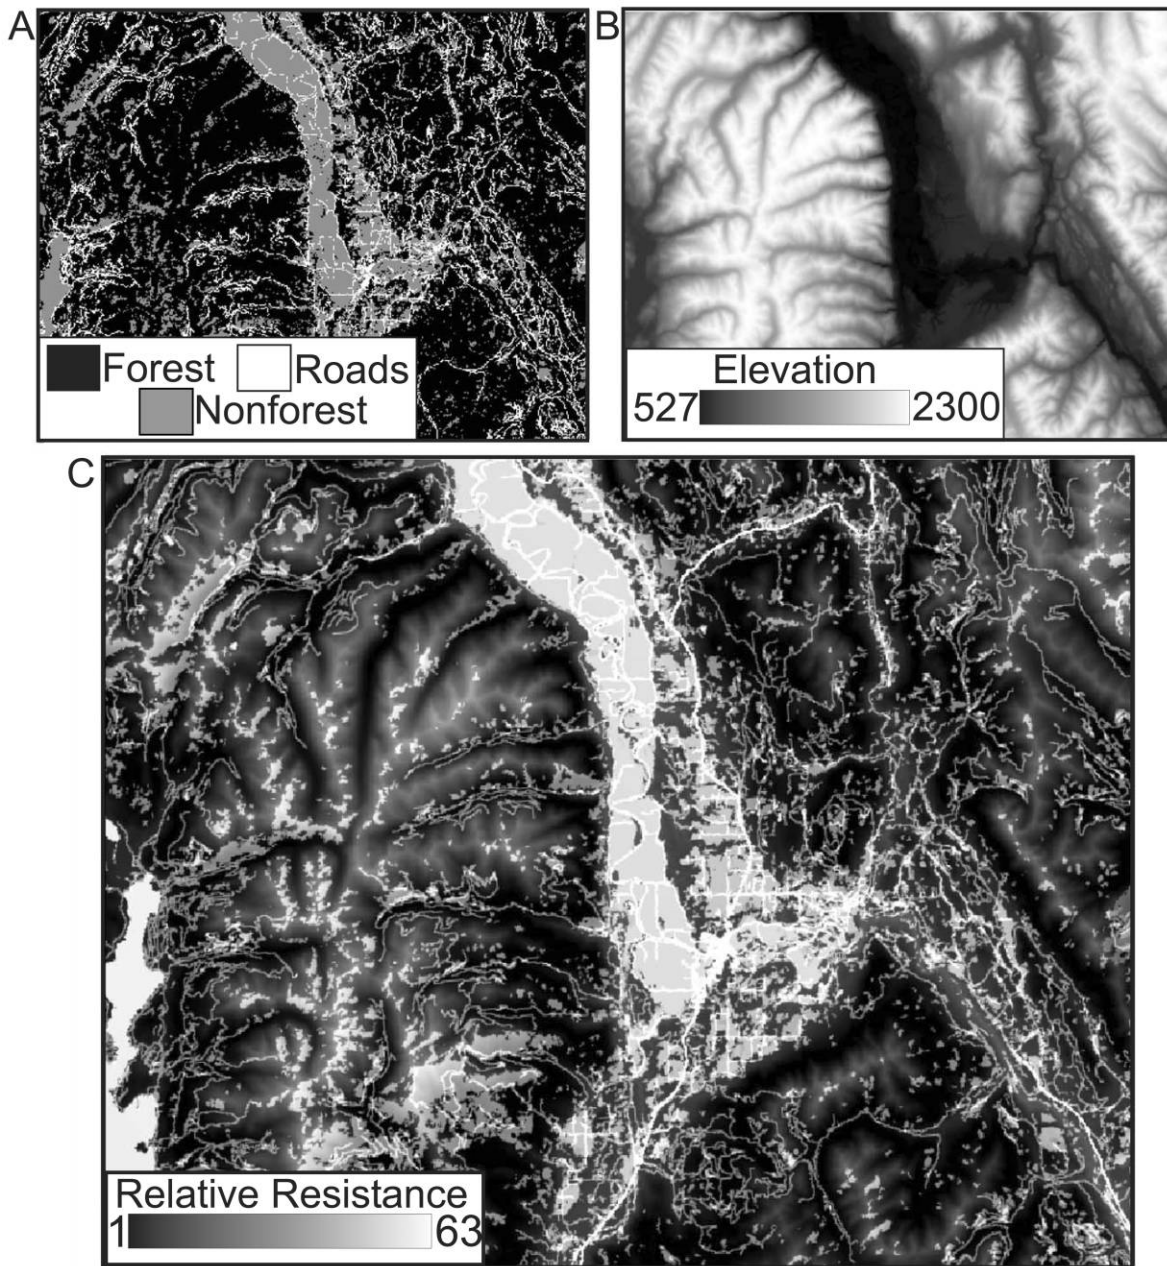 A
B
Forest Roads
Nonforest
Elevation
527 2300
C
Relative Resistance
1 63